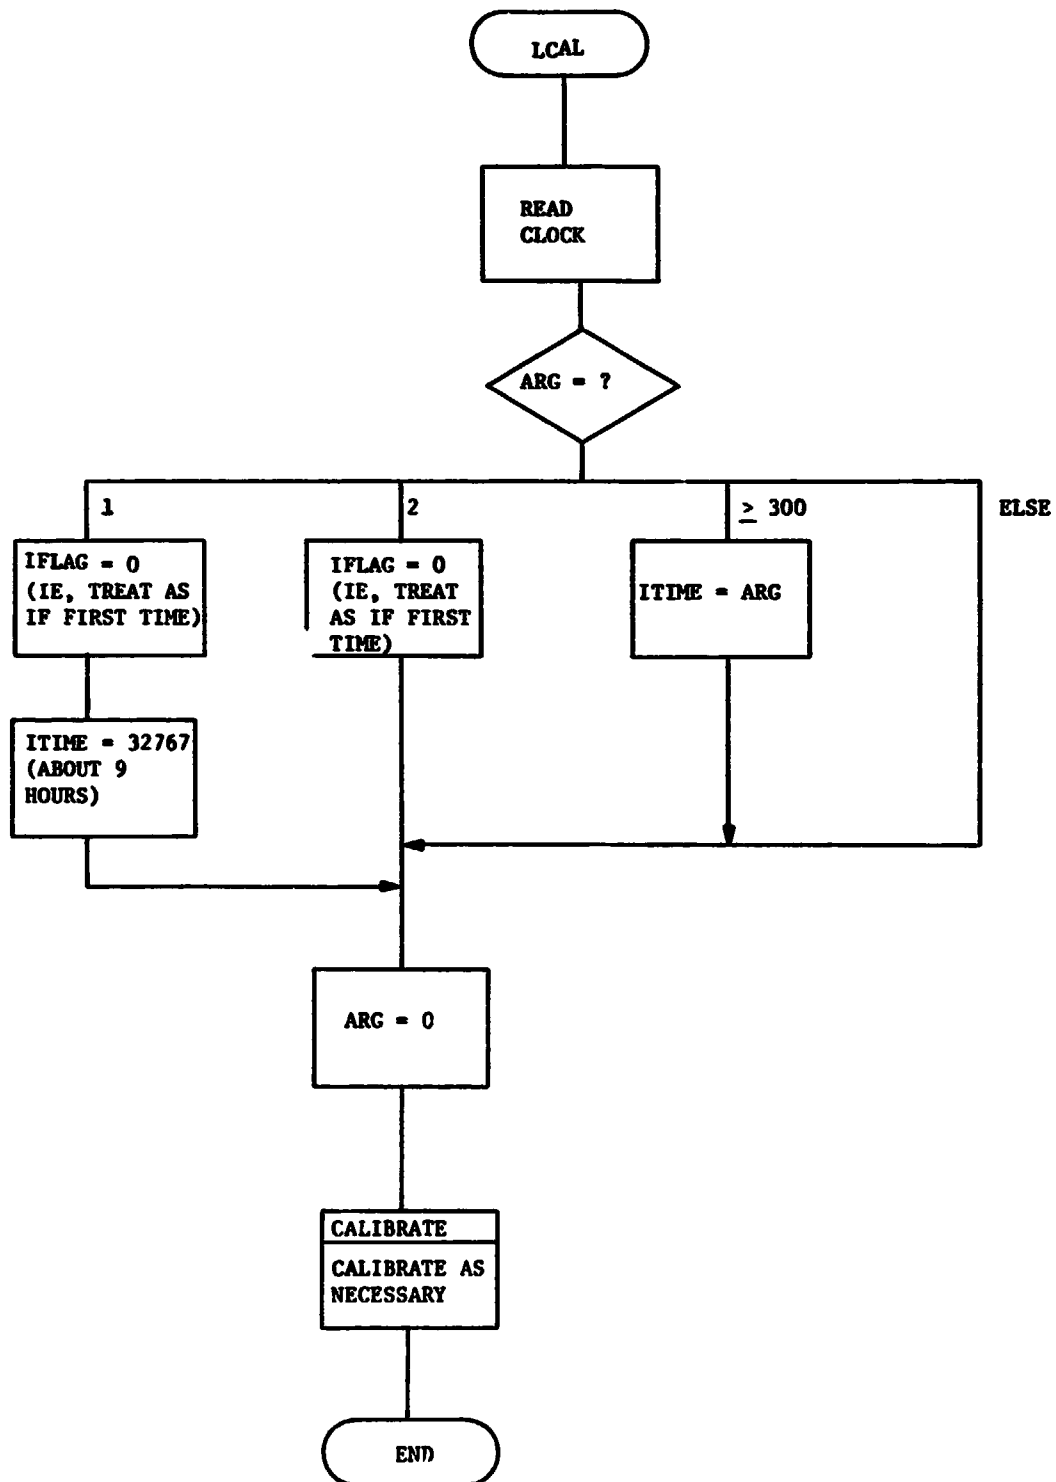 LCAL
READ
CLOCK
ARG = ?
1
2
≥ 300
ELSE
IFLAG = 0
(IE, TREAT AS
IF FIRST TIME)
IFLAG = 0
(IE, TREAT
AS IF FIRST
TIME)
ITIME = ARG
ITIME = 32767
(ABOUT 9
HOURS)
ARG = 0
CALIBRATE
CALIBRATE AS
NECESSARY
END